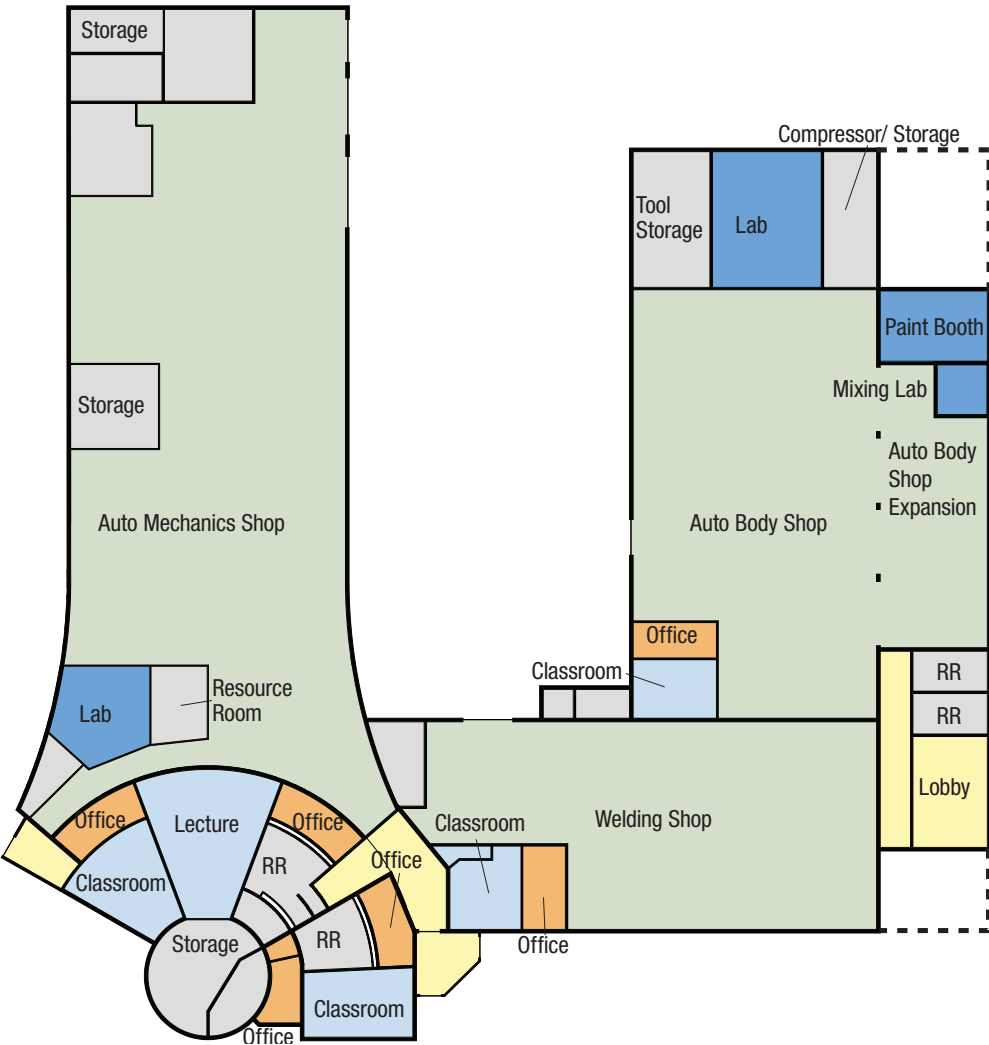 Storage
Compressor/ Storage
Tool
Storage
Lab
Paint Booth
Mixing Lab
Storage
Auto Body
Shop
Expansion
Auto Mechanics Shop
Auto Body Shop
Office
Classroom
RR
Resource
Room
Lab
RR
Lobby
Office
Lecture
Office
Classroom
Welding Shop
Office
RR
Classroom
Storage
RR
Office
Classroom
Office